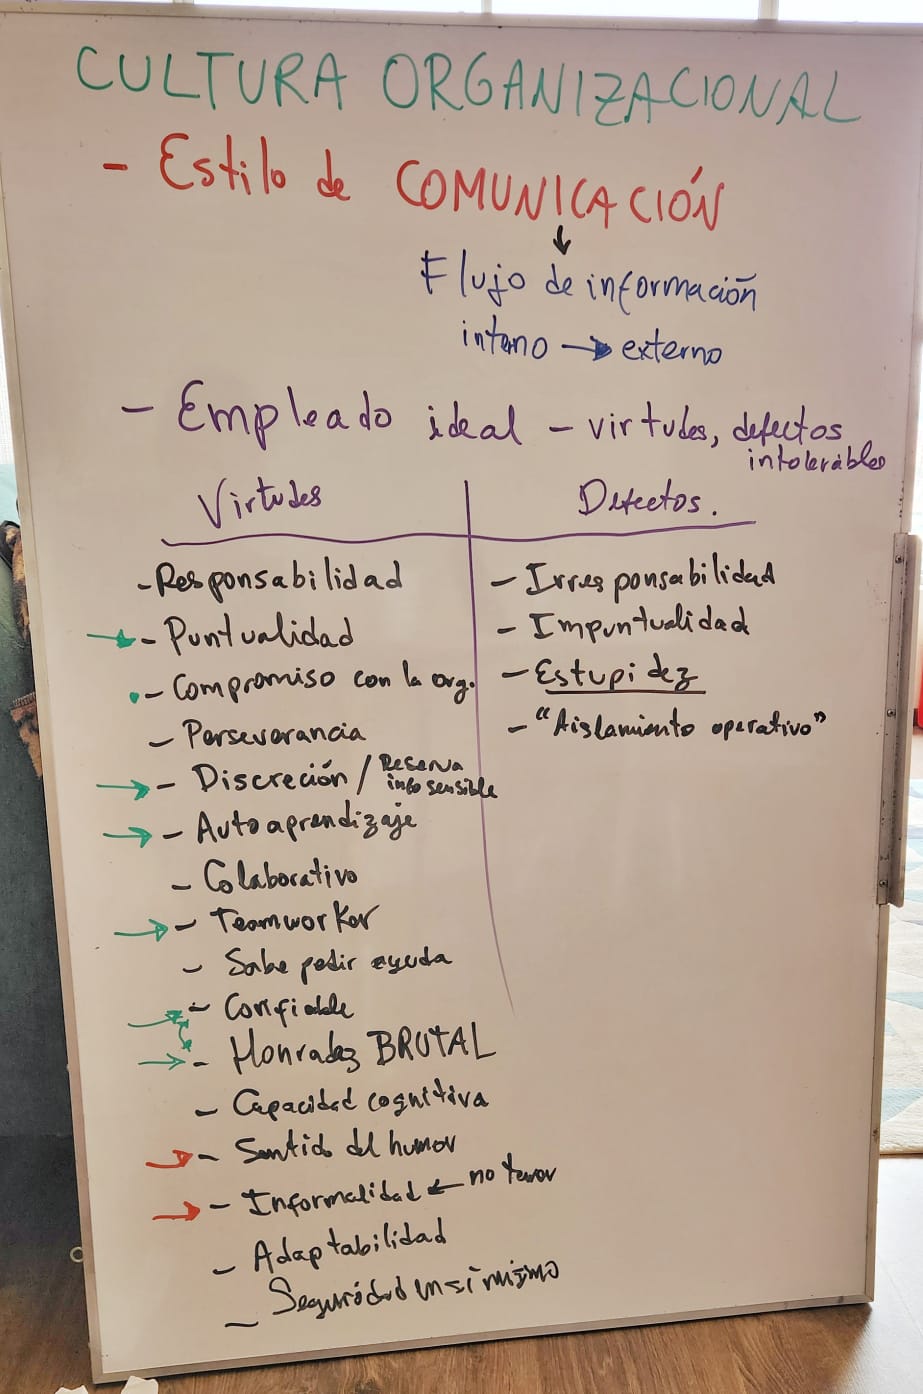 CULTURA ORGANIZACIONAL
- Estilo de COMUNICACIÓN
↓
Flujo de información
interno → externo
- Empleado ideal - virtudes, defectos
intolerables
Virtudes
Defectos.
- Responsabilidad
- Irresponsabilidad
→ - Puntualidad
- Impuntualidad
• - Compromiso con la org.
- Estupidez
- Perseverancia
- "Aislamiento operativo"
→ - Discreción / Reserva
info sensible
→ - Autoaprendizaje
- Colaborativo
→ - Teamworker
- Sabe pedir ayuda
→ - Confiable
→ - Honradez BRUTAL
- Capacidad cognitiva
→ - Sentido del humor
→ - Informalidad ← no temor
- Adaptabilidad
- Seguridad en sí mismo